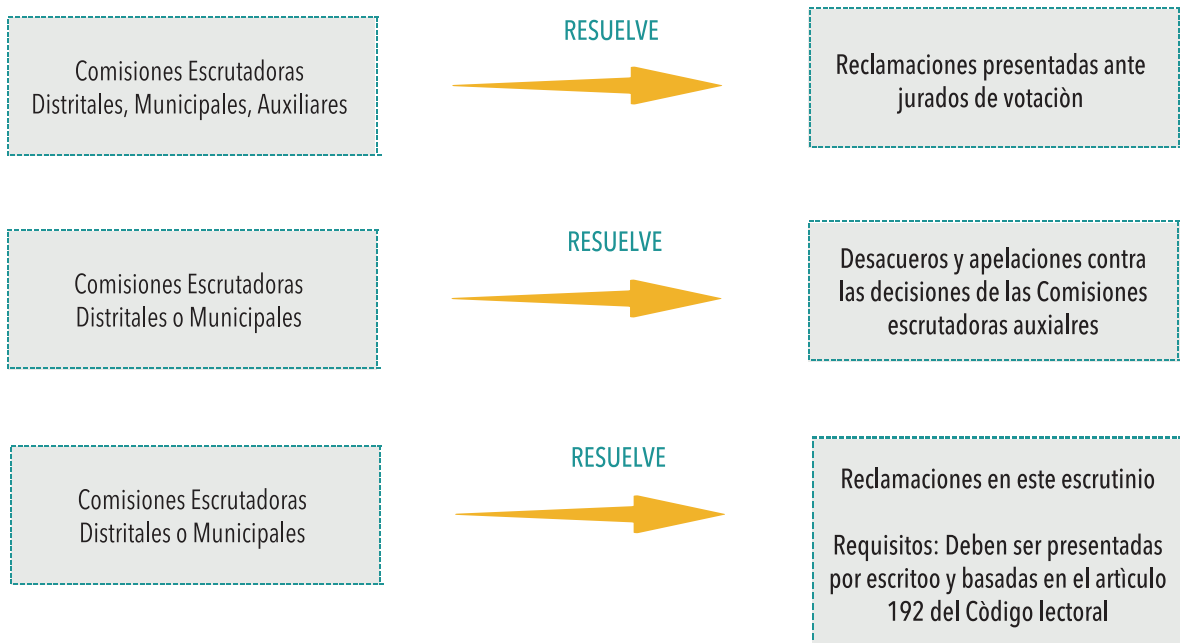 Comisiones Escrutadoras
Distritales, Municipales, Auxiliares
RESUELVE
Reclamaciones presentadas ante
jurados de votaciòn
Comisiones Escrutadoras
Distritales o Municipales
RESUELVE
Desacueros y apelaciones contra
las decisiones de las Comisiones
escrutadoras auxialres
Comisiones Escrutadoras
Distritales o Municipales
RESUELVE
Reclamaciones en este escrutinio
Requisitos: Deben ser presentadas
por escritoo y basadas en el artìculo
192 del Còdigo lectoral